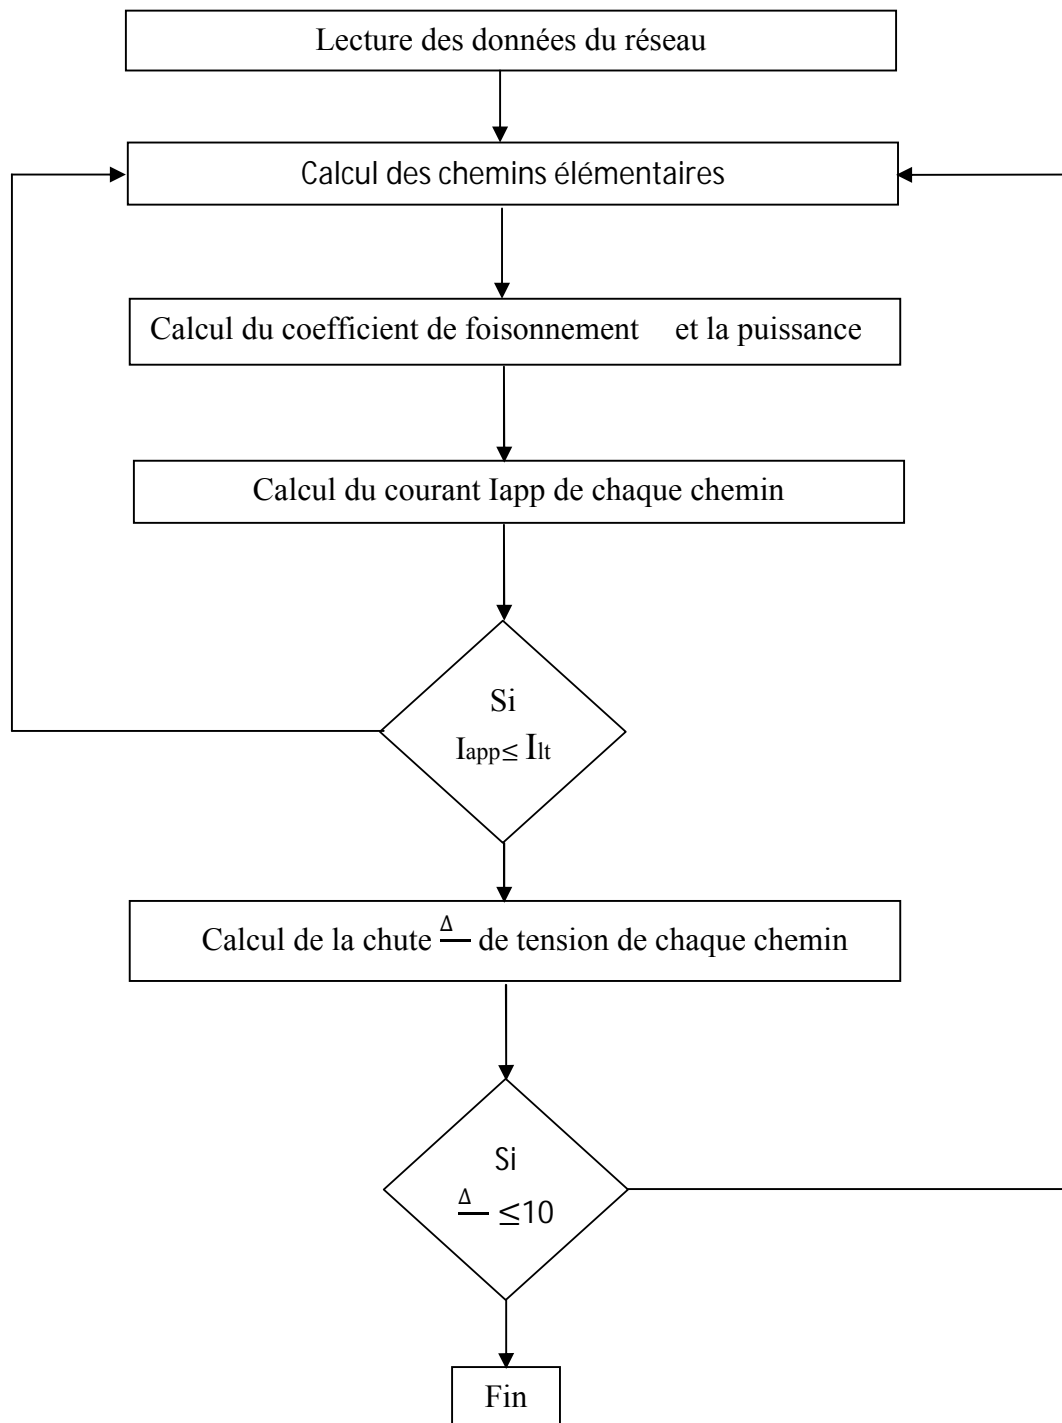 Lecture des données du réseau
Calcul des chemins élémentaires
Calcul du coefficient de foisonnement et la puissance
Calcul du courant Iapp de chaque chemin
Si
Iapp≤ Ilt
Calcul de la chute Δ de tension de chaque chemin
Si
Δ ≤10
Fin